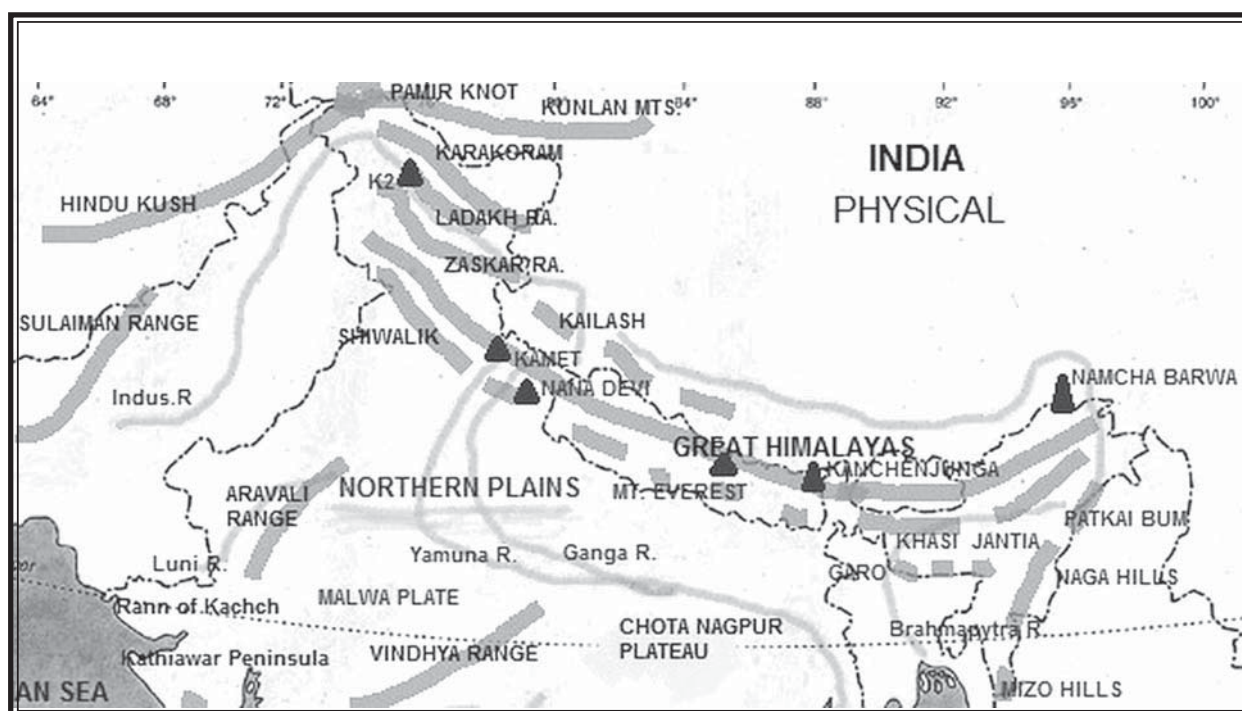 64°
68°
72°
84°
88°
92°
95°
100°
PAMIR KNOT
KUNLAN MTS.
KARAKORAM
INDIA
PHYSICAL
K2
HINDU KUSH
LADAKH RA.
ZASKAR RA.
SULAIMAN RANGE
SHIWALIK
KAILASH
KAMET
NAMCHA BARWA
NANA DEVI
Indus.R
GREAT HIMALAYAS
KANCHENJUNGA
ARAVALI
RANGE
NORTHERN PLAINS
MT. EVEREST
PATKAI BUM
Yamuna R.
Ganga R.
KHASI JANTIA
Luni R.
GARO
NAGA HILLS
MALWA PLATE
Rann of Kachch
CHOTA NAGPUR
PLATEAU
Brahmapytra R
VINDHYA RANGE
Kathiawar Peninsula
AN SEA
MIZO HILLS